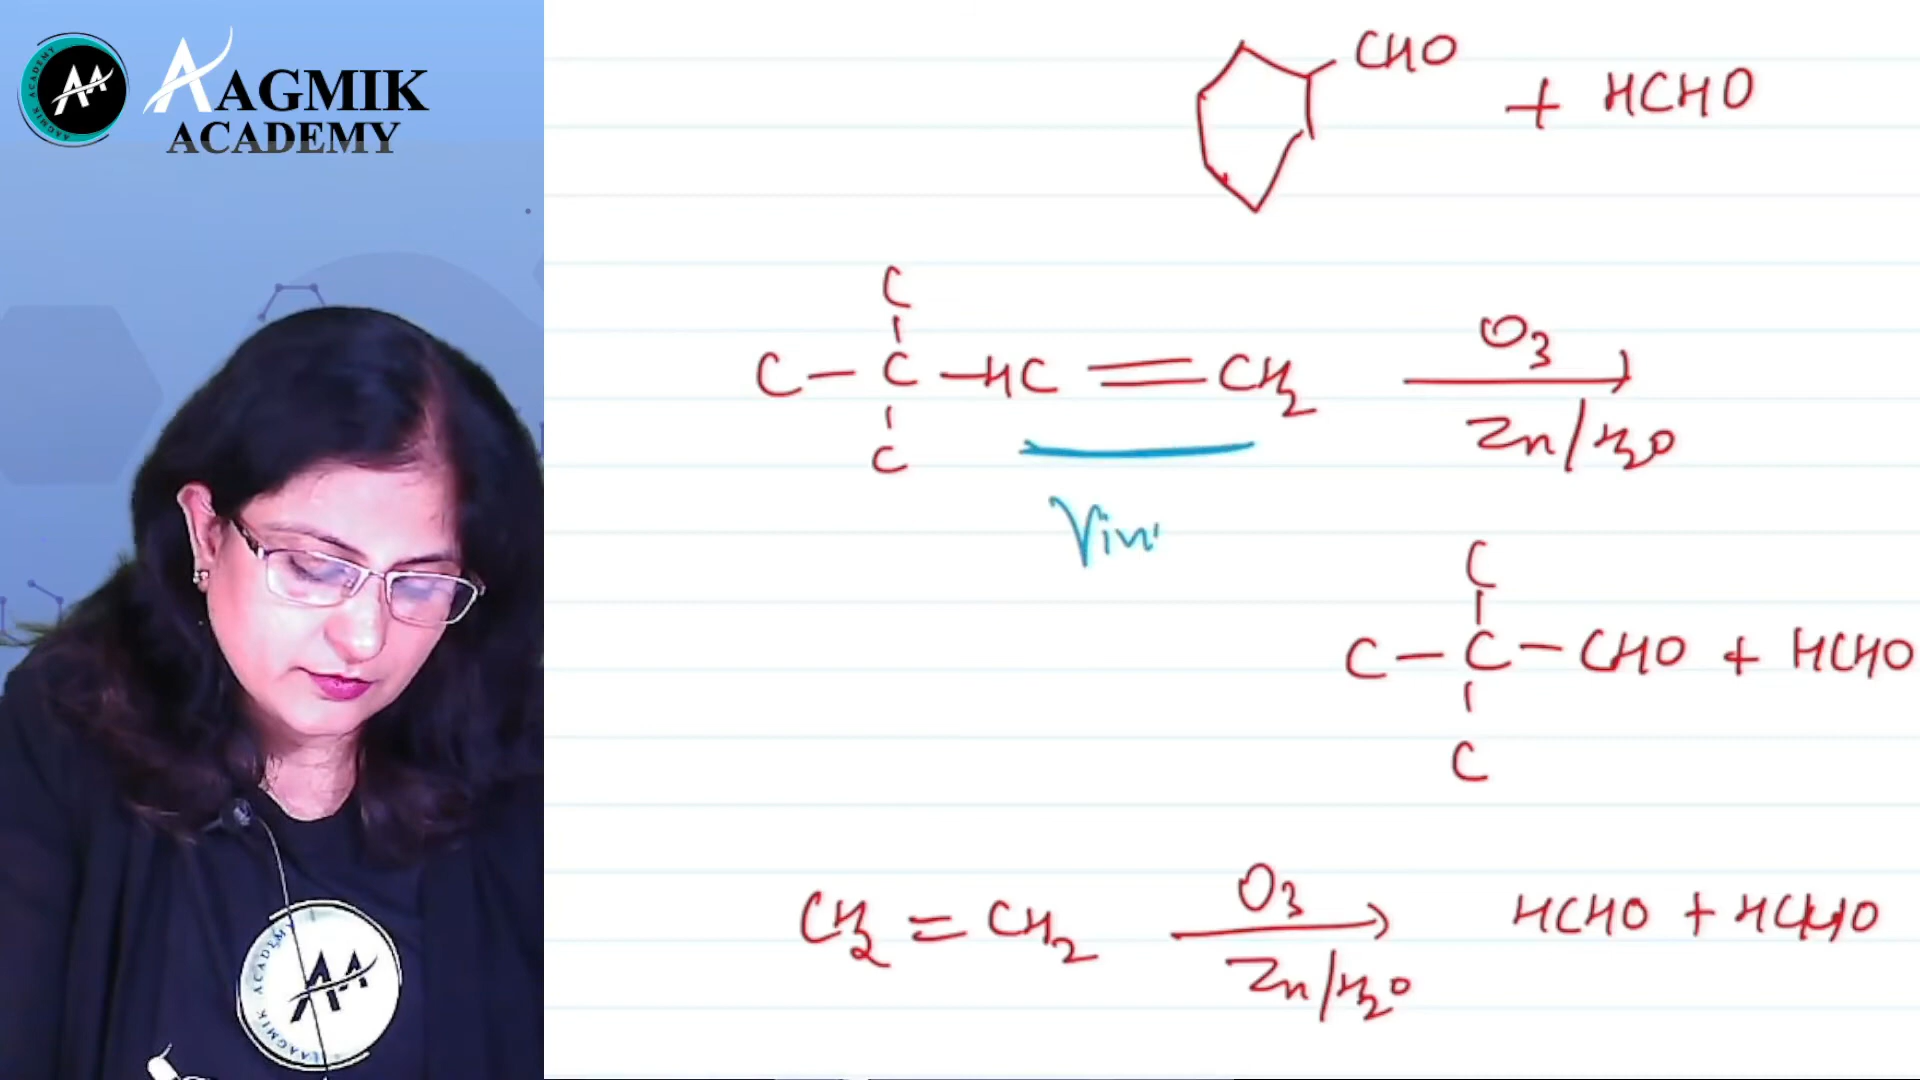 AAGMIK
ACADEMY
CHO + HCHO
C
C – C – HC = CH₂ O₃ Zn/H₂O →
C
Vin
C
C – C – CHO + HCHO
C
CH₂ = CH₂ O₃ Zn/H₂O → HCHO + HCHO